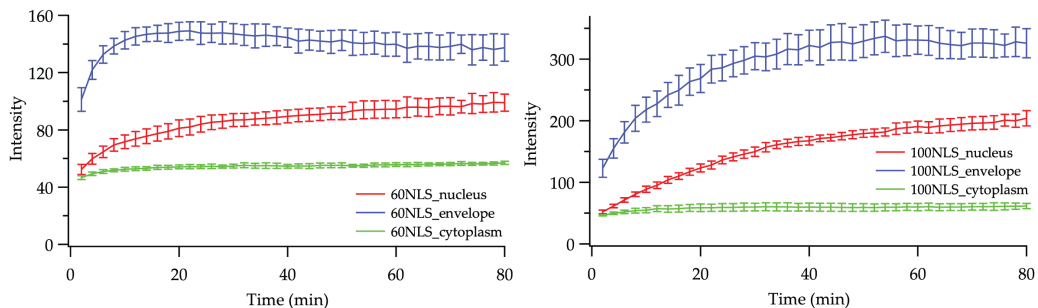 160
120
80
40
0
Intensity
0
20
40
60
80
Time (min)
60NLS_nucleus
60NLS_envelope
60NLS_cytoplasm
300
200
100
0
Intensity
0
20
40
60
80
Time (min)
100NLS_nucleus
100NLS_envelope
100NLS_cytoplasm